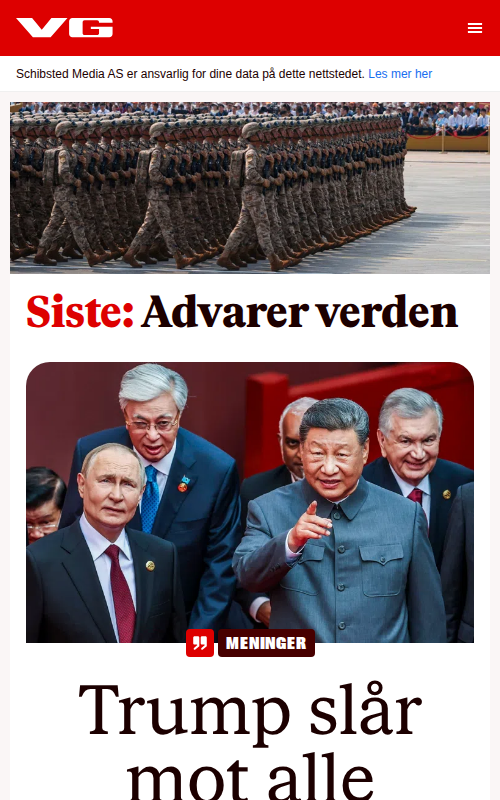 VG
Schibsted Media AS er ansvarlig for dine data på dette nettstedet. Les mer her
Siste: Advarer verden
MENINGER
Trump slår
mot alle